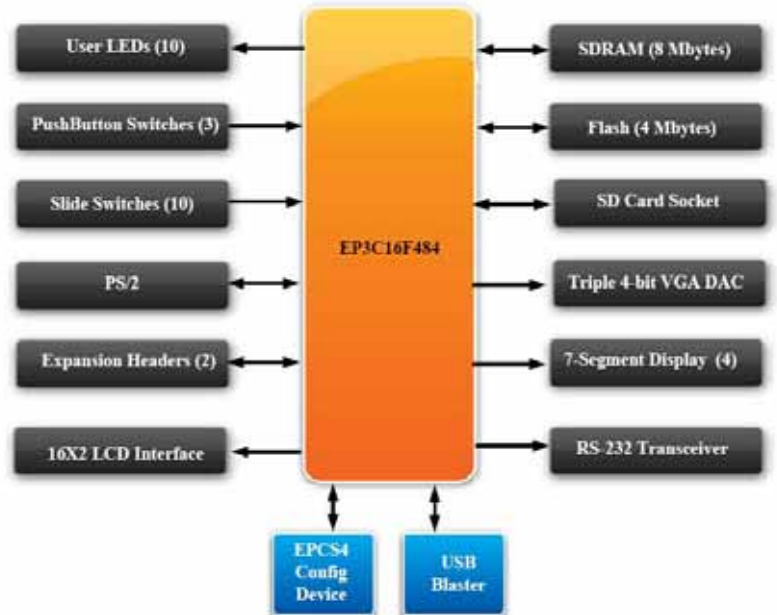 User LEDs (10)
PushButton Switches (3)
Slide Switches (10)
PS/2
Expansion Headers (2)
16X2 LCD Interface
EP3C16F484
SDRAM (8 Mbytes)
Flash (4 Mbytes)
SD Card Socket
Triple 4-bit VGA DAC
7-Segment Display (4)
RS-232 Transceiver
EPCS4
Config
Device
USB
Blaster